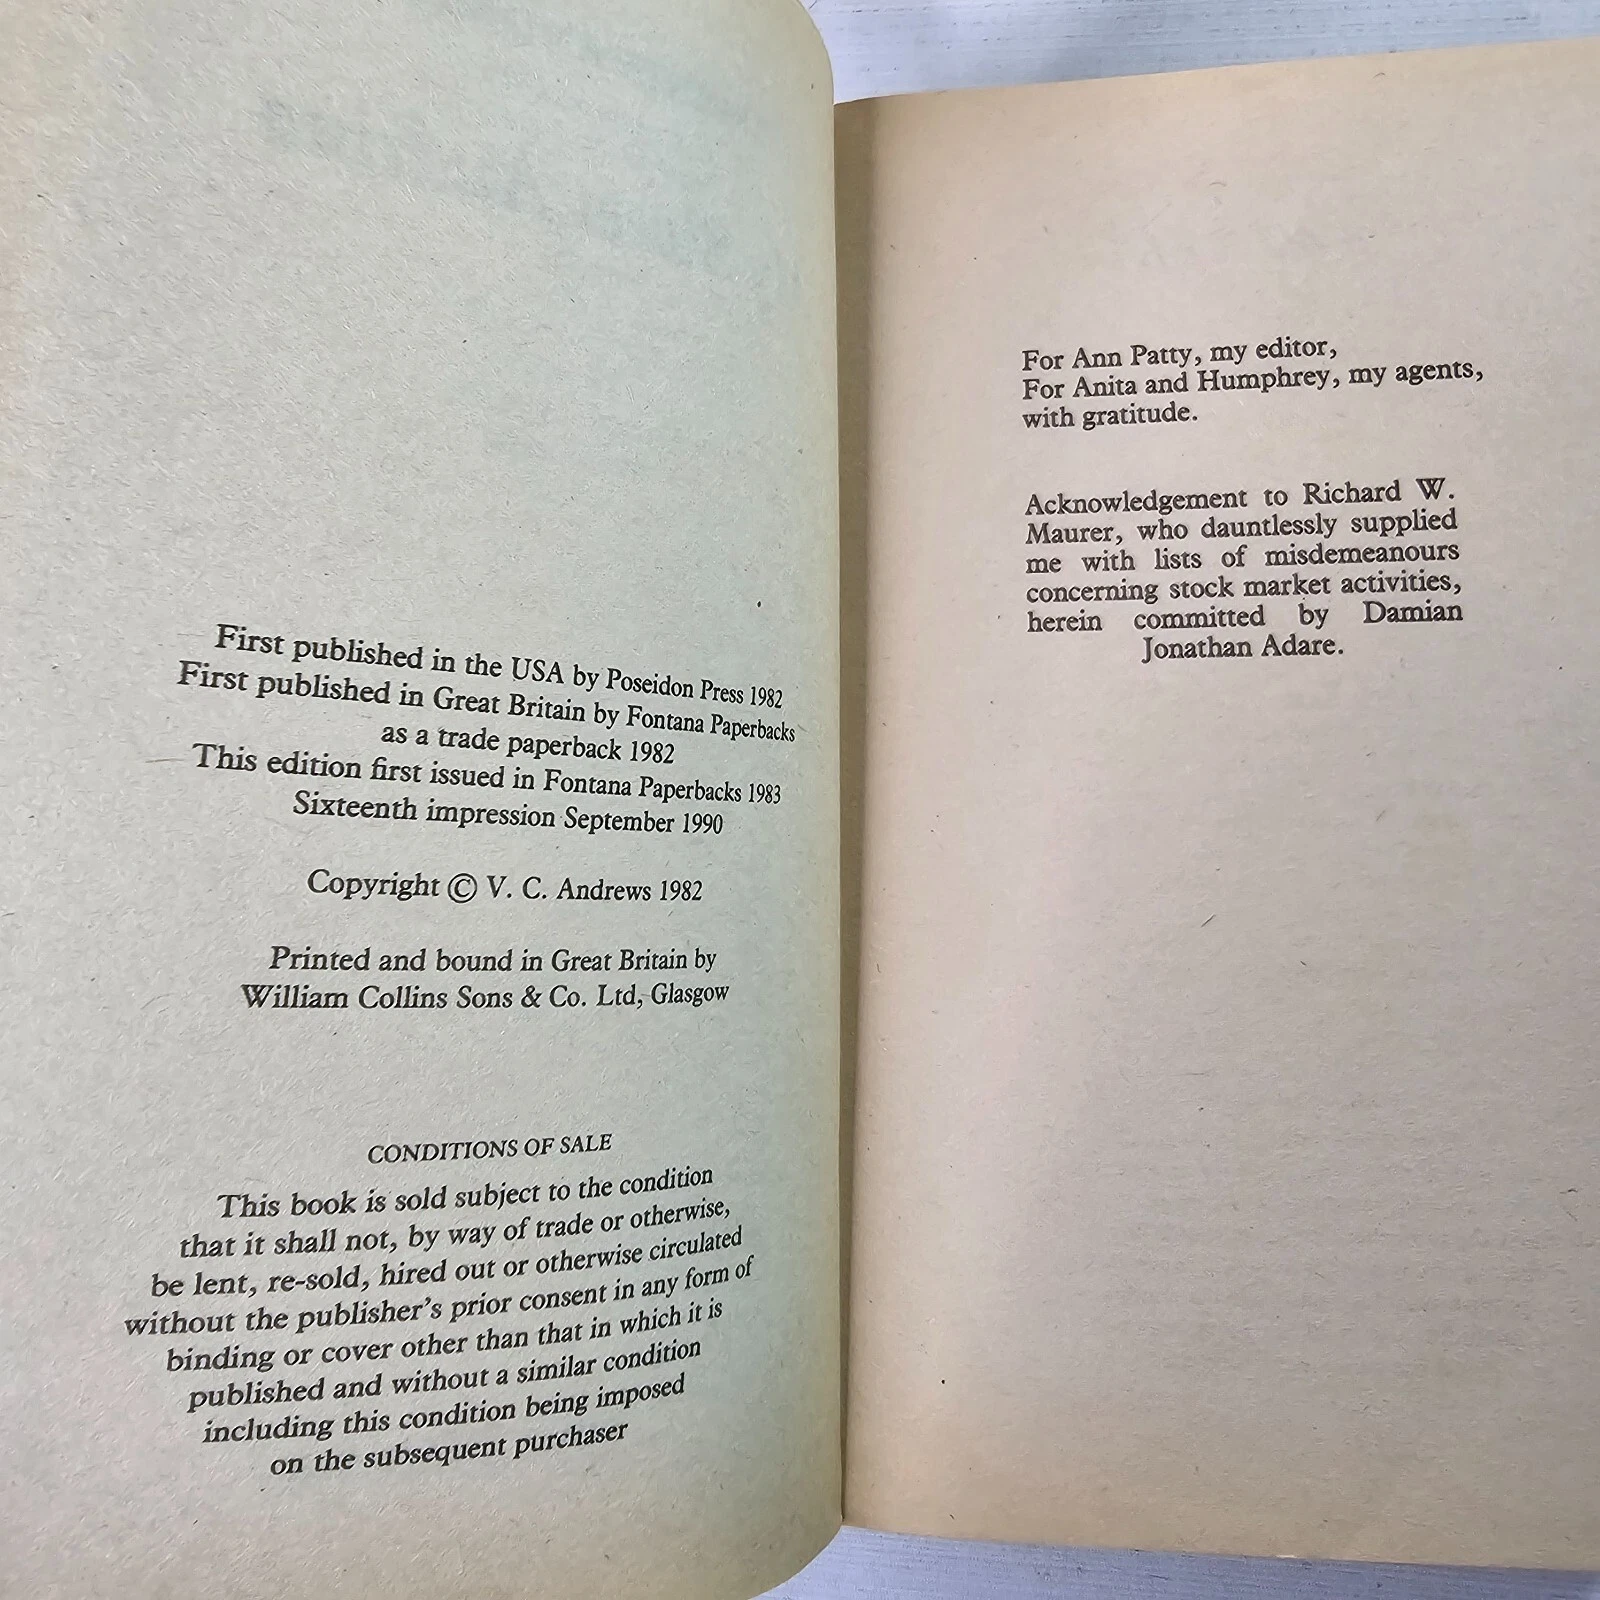 First published in the USA by Poseidon Press 1982
First published in Great Britain by Fontana Paperbacks
as a trade paperback 1982
This edition first issued in Fontana Paperbacks 1983
Sixteenth impression September 1990
Copyright © V. C. Andrews 1982
Printed and bound in Great Britain by
William Collins Sons & Co. Ltd, Glasgow
CONDITIONS OF SALE
This book is sold subject to the condition
that it shall not, by way of trade or otherwise,
be lent, re-sold, hired out or otherwise circulated
without the publisher's prior consent in any form of
binding or cover other than that in which it is
published and without a similar condition
including this condition being imposed
on the subsequent purchaser
For Ann Patty, my editor,
For Anita and Humphrey, my agents,
with gratitude.
Acknowledgement to Richard W.
Maurer, who dauntlessly supplied
me with lists of misdemeanours
concerning stock market activities,
herein committed by Damian
Jonathan Adare.